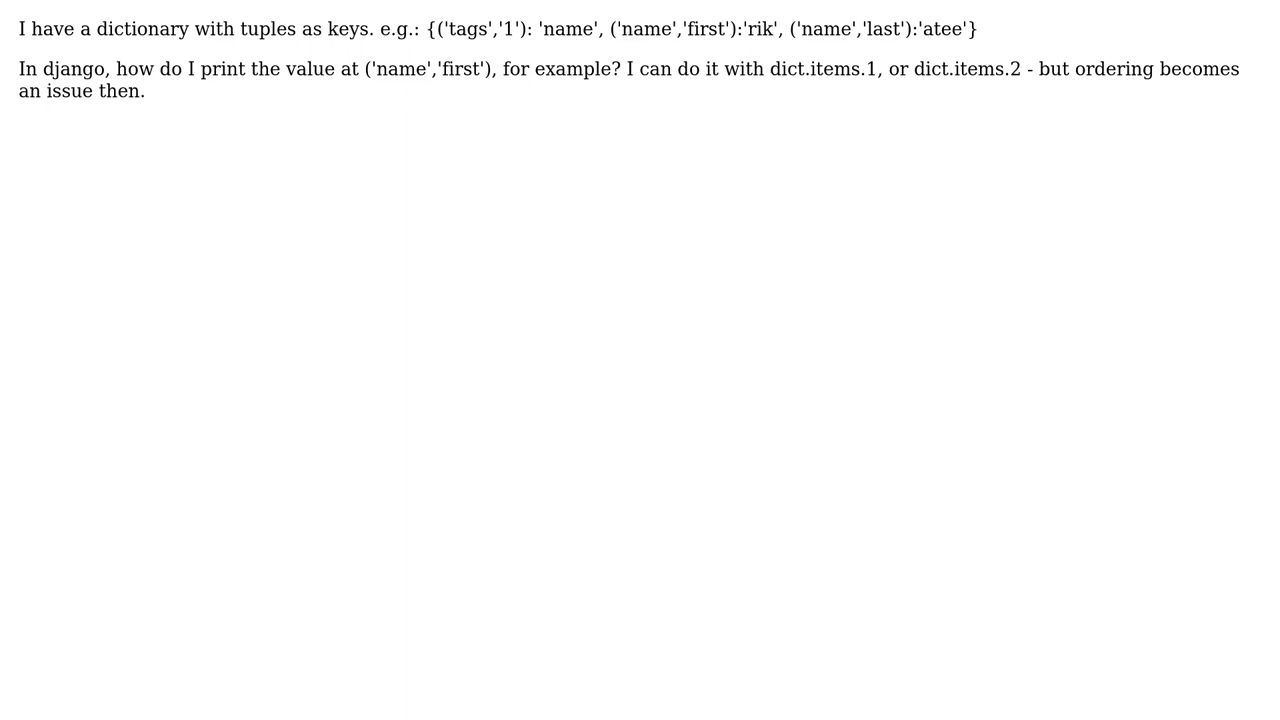 I have a dictionary with tuples as keys. e.g.: {('tags','1'): 'name', ('name','first'):'rik', ('name','last'):'atee'}
In django, how do I print the value at ('name','first'), for example? I can do it with dict.items.1, or dict.items.2 - but ordering becomes
an issue then.